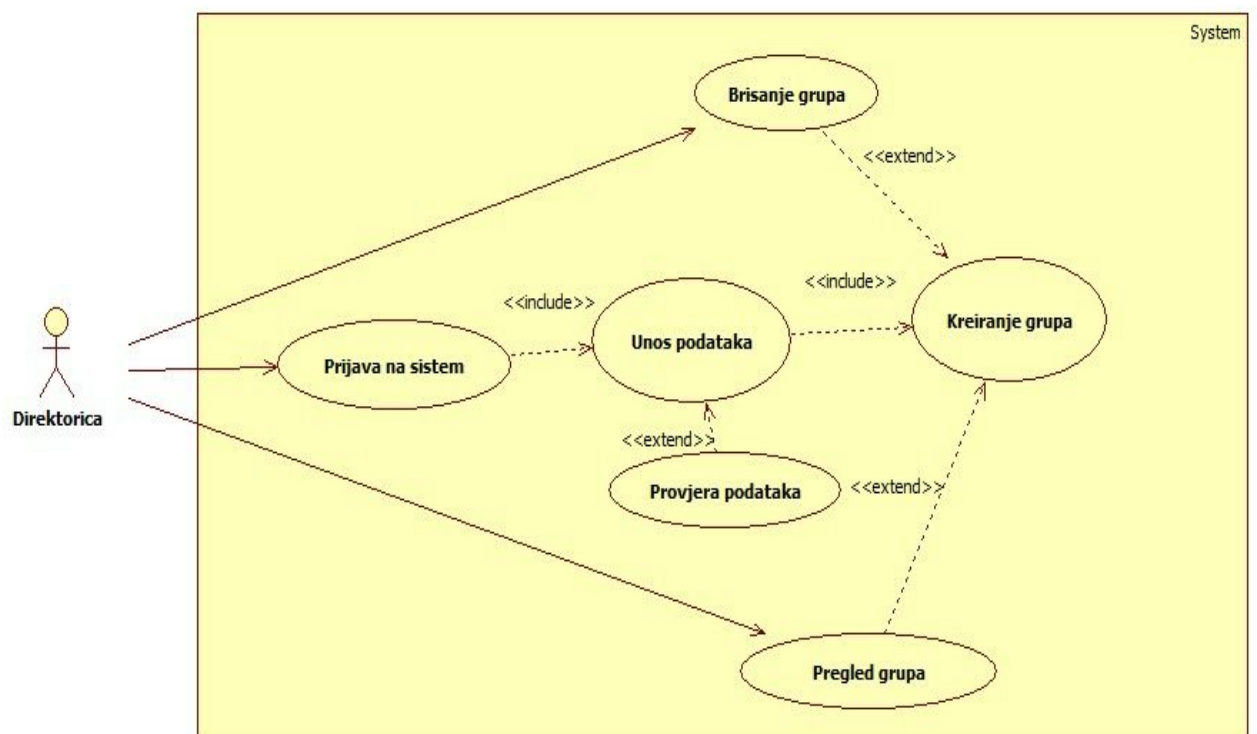 System
Brisanje grupa
<<extend>>
<<include>>
<<include>>
Unos podataka
Kreiranje grupa
Prijava na sistem
Direktorica
<<extend>>
Provjera podataka
<<extend>>
Pregled grupa